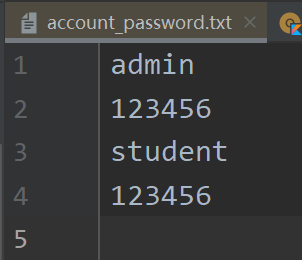 account_password.txt
1 admin
2 123456
3 student
4 123456
5